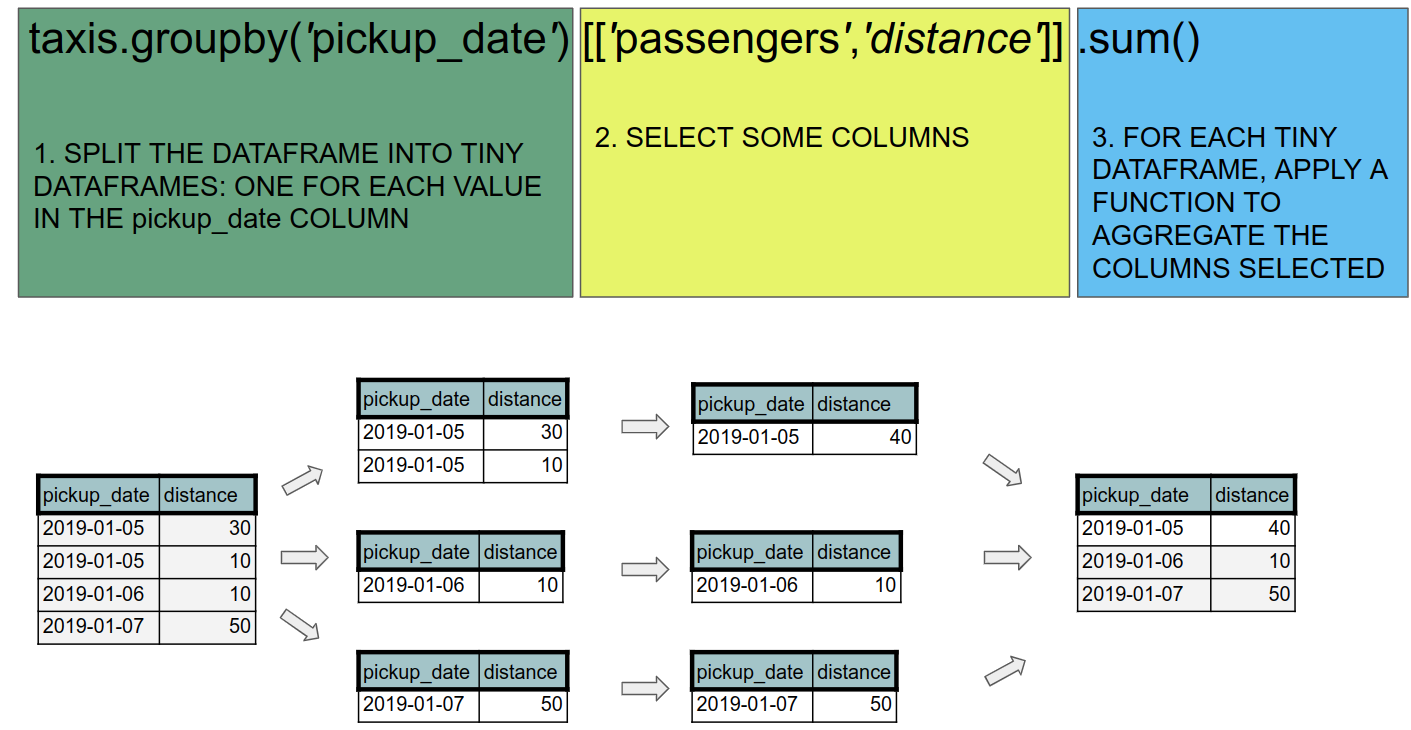 taxis.groupby('pickup_date') [['passengers','distance']] .sum()
1. SPLIT THE DATAFRAME INTO TINY
DATAFRAMES: ONE FOR EACH VALUE
IN THE pickup_date COLUMN
2. SELECT SOME COLUMNS
3. FOR EACH TINY
DATAFRAME, APPLY A
FUNCTION TO
AGGREGATE THE
COLUMNS SELECTED
pickup_date distance
2019-01-05 30
2019-01-05 10
2019-01-06 10
2019-01-07 50
pickup_date distance
2019-01-05 30
2019-01-05 10
pickup_date distance
2019-01-06 10
pickup_date distance
2019-01-07 50
pickup_date distance
2019-01-05 40
pickup_date distance
2019-01-06 10
pickup_date distance
2019-01-07 50
pickup_date distance
2019-01-05 40
2019-01-06 10
2019-01-07 50